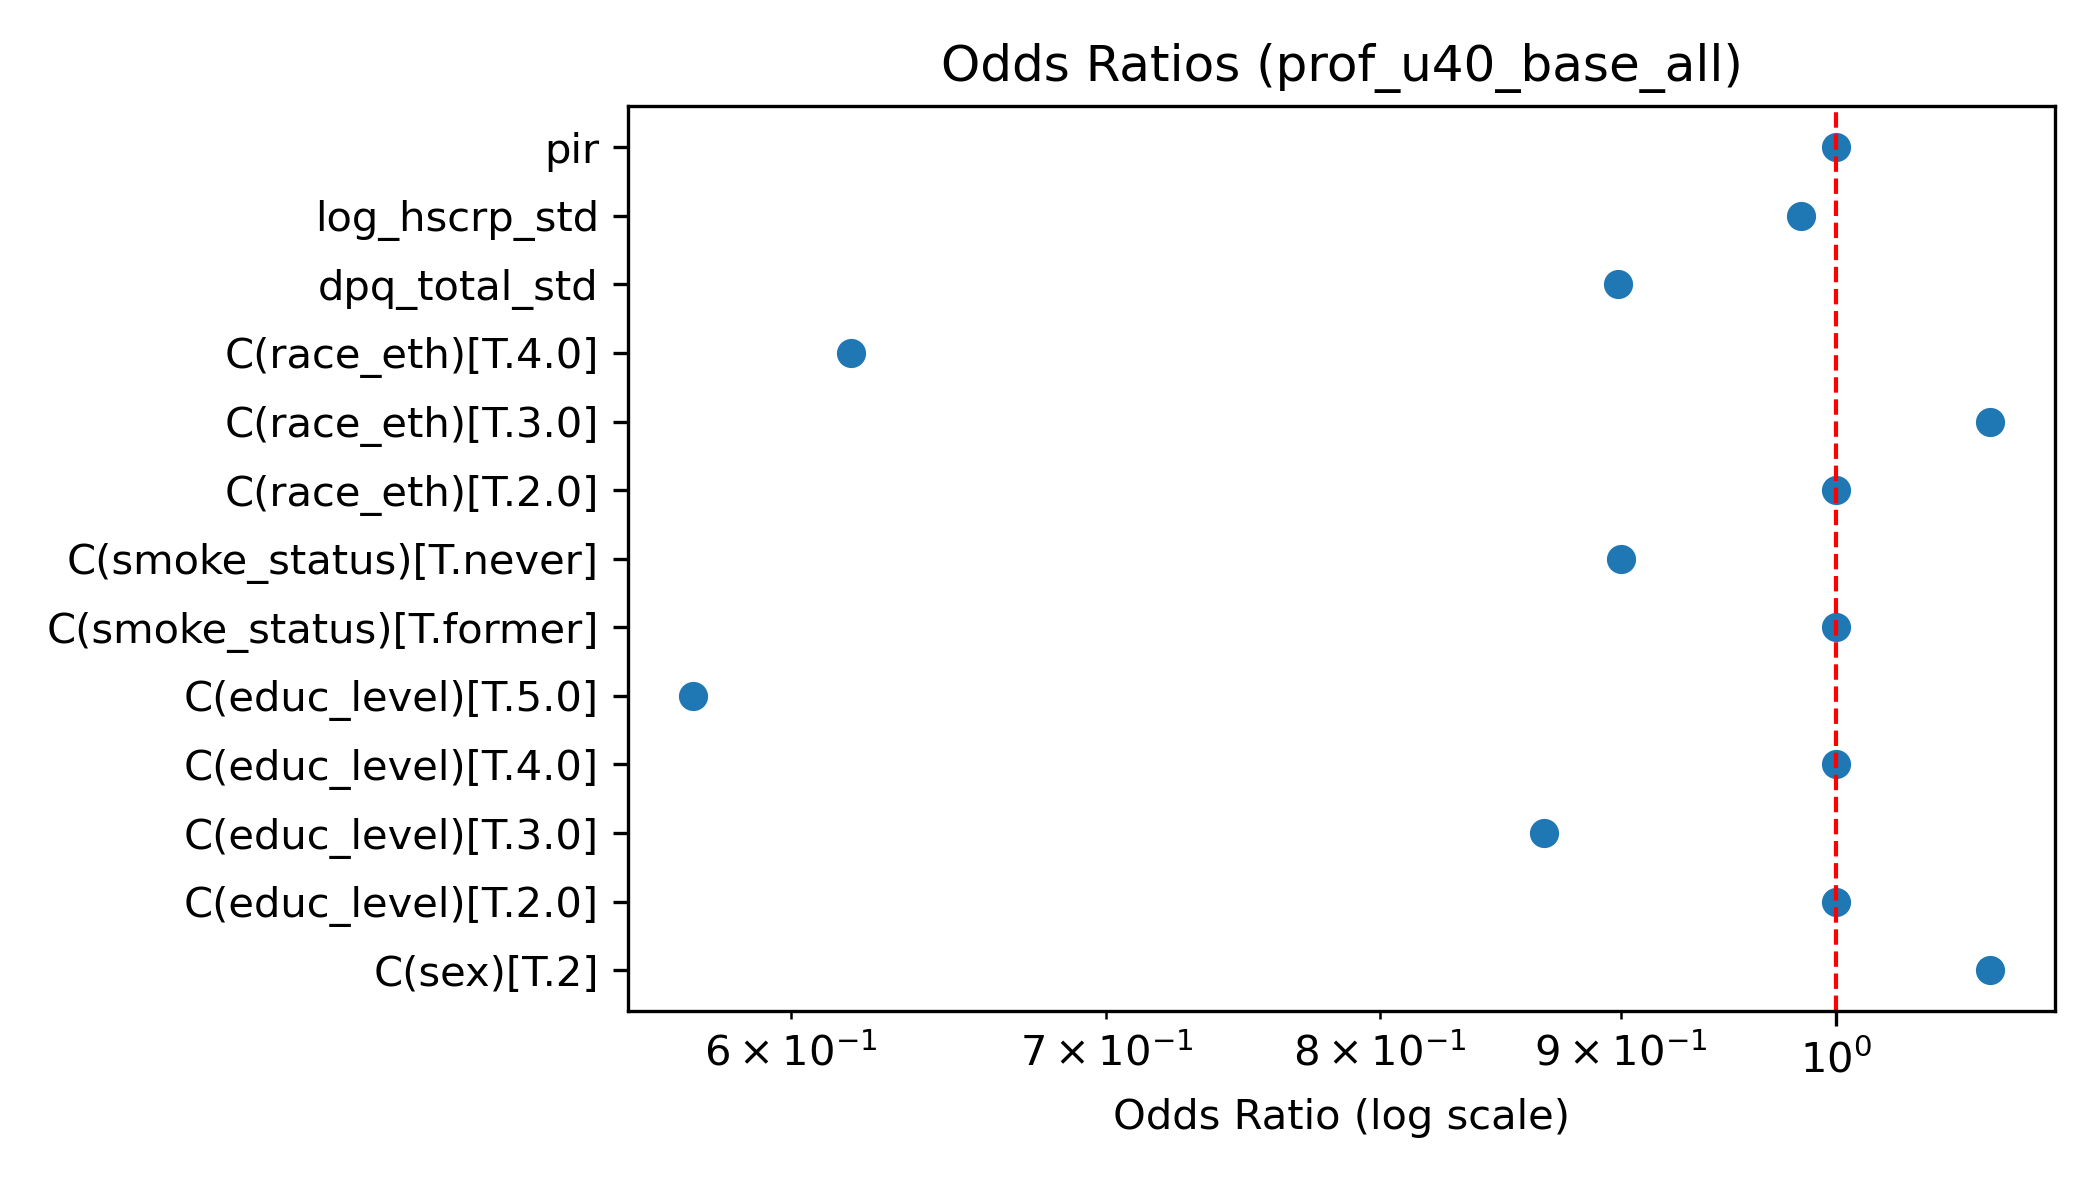 Odds Ratios (prof_u40_base_all)
pir
log_hscrp_std
dpq_total_std
C(race_eth)[T.4.0]
C(race_eth)[T.3.0]
C(race_eth)[T.2.0]
C(smoke_status)[T.never]
C(smoke_status)[T.former]
C(educ_level)[T.5.0]
C(educ_level)[T.4.0]
C(educ_level)[T.3.0]
C(educ_level)[T.2.0]
C(sex)[T.2]
6 × 10⁻¹ 7 × 10⁻¹ 8 × 10⁻¹ 9 × 10⁻¹ 10⁰
Odds Ratio (log scale)